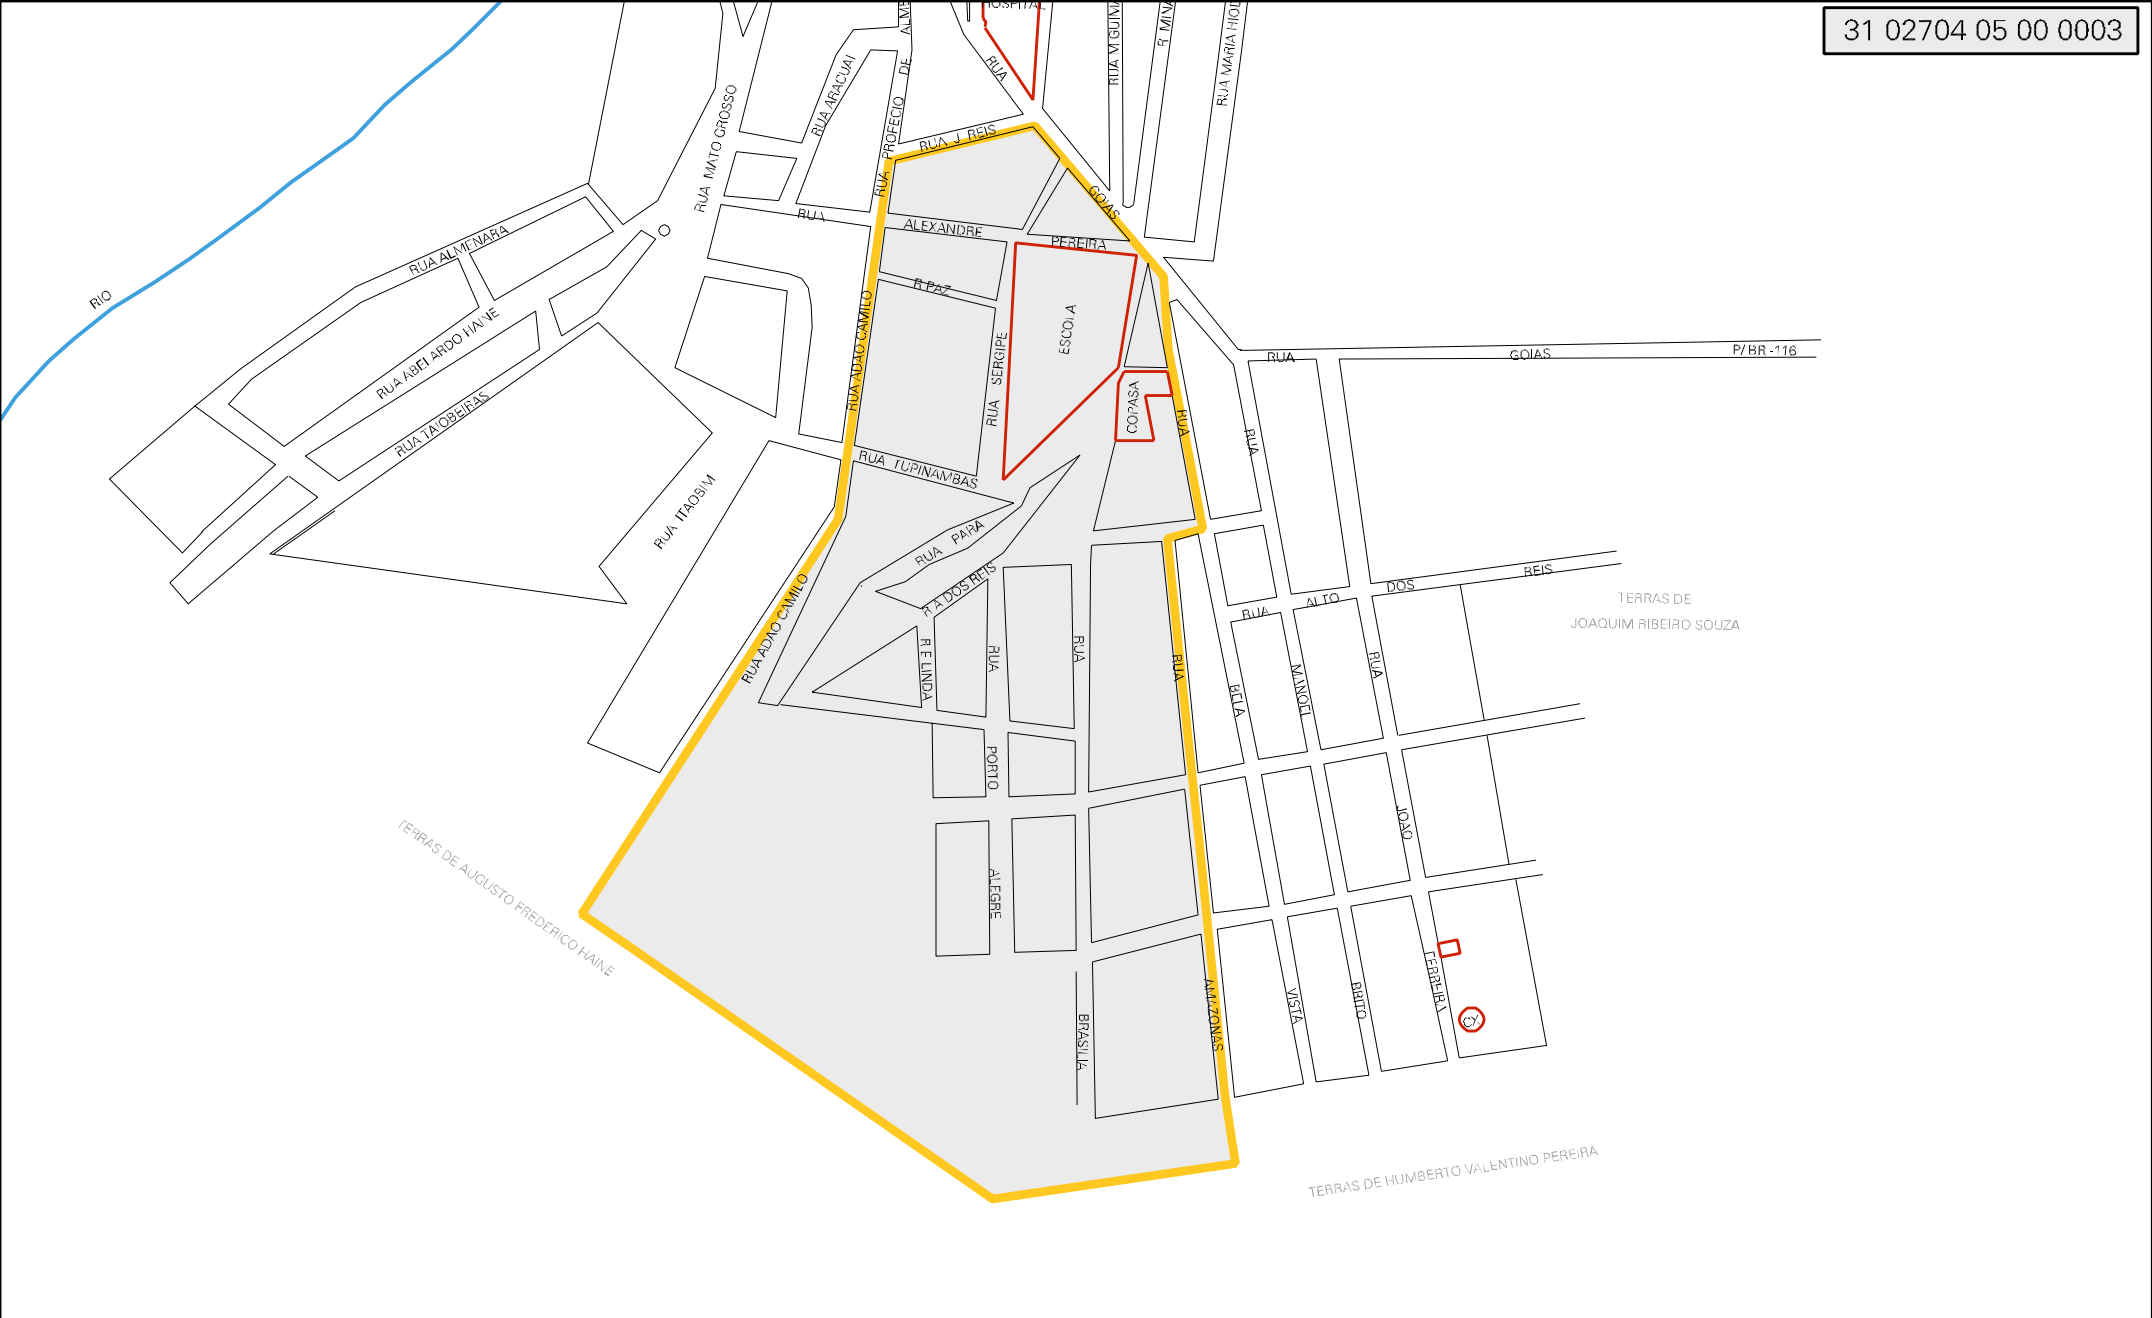 HOSPITAL
31 02704 05 00 0003
RUA M GUIMA
R MINA
RUA MARIA HIOL
ALME
DE
PROFECIO
RUA
RUA
RUA ARACUAI
RUA MATO GROSSO
RUA J REIS
GOIAS
RUA
ALEXANDRE
PEREIRA
RUA ALMENARA
RIO
R PAZ
RUA ABELARDO HAINE
RUA ADAO CAMILO
RUA SERGIPE
ESCOLA
COPASA
RUA
RUA
GOIAS
P/ BR -116
RUA TAIOBEIRAS
RUA
RUA TUPINAMBAS
RUA ITAOBIM
RUA PARA
R A DOS REIS
RUA
ALTO
DOS
REIS
TERRAS DE
JOAQUIM RIBEIRO SOUZA
RUA ADAO CAMILO
R E LINDA
RUA
RUA
RUA
BELA
MANOEL
RUA
PORTO
JOAO
TERRAS DE AUGUSTO FREDERICO HAINE
ALEGRE
BRASILIA
AMAZONAS
VISTA
BRITO
FERREIRA
CX
TERRAS DE HUMBERTO VALENTINO PEREIRA